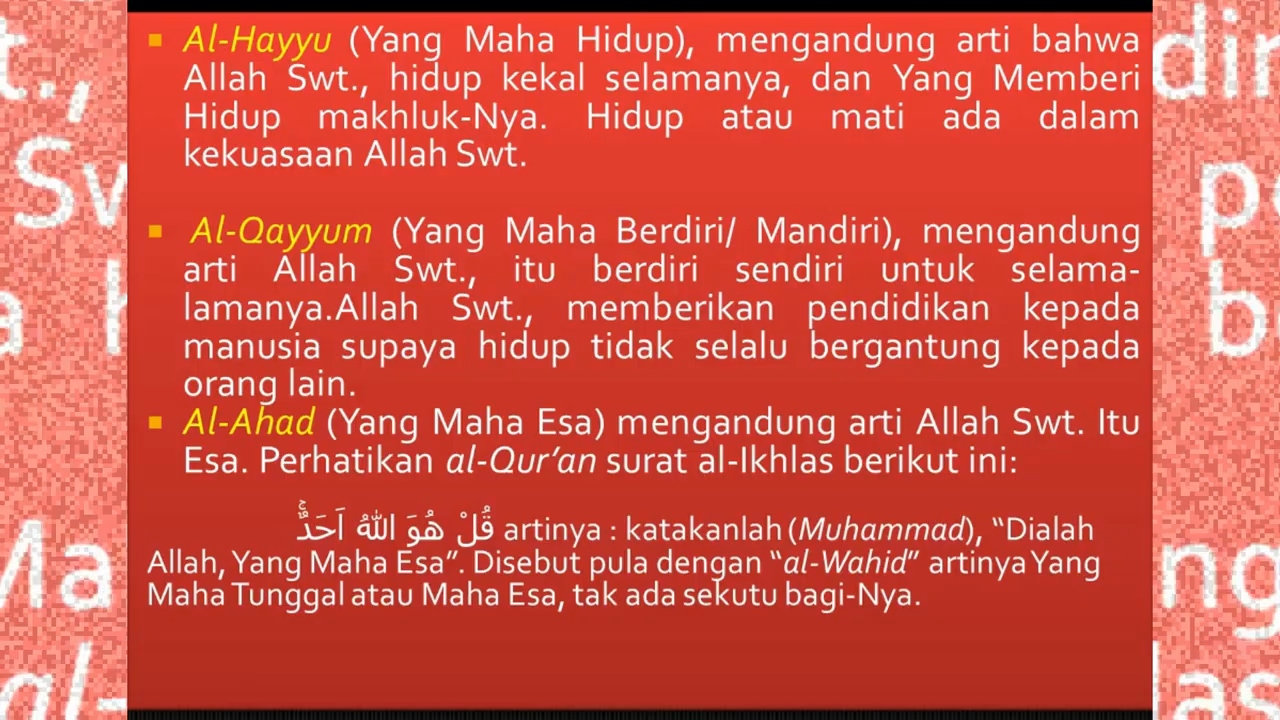 ▪ Al-Hayyu (Yang Maha Hidup), mengandung arti bahwa
Allah Swt., hidup kekal selamanya, dan Yang Memberi
Hidup makhluk-Nya. Hidup atau mati ada dalam
kekuasaan Allah Swt.
▪ Al-Qayyum (Yang Maha Berdiri/ Mandiri), mengandung
arti Allah Swt., itu berdiri sendiri untuk selama-
lamanya.Allah Swt., memberikan pendidikan kepada
manusia supaya hidup tidak selalu bergantung kepada
orang lain.
▪ Al-Ahad (Yang Maha Esa) mengandung arti Allah Swt. Itu
Esa. Perhatikan al-Qur’an surat al-Ikhlas berikut ini:
قُلْ هُوَ اللّٰهُ اَحَدٌۚ artinya : katakanlah (Muhammad), “Dialah
Allah, Yang Maha Esa”. Disebut pula dengan “al-Wahid” artinya Yang
Maha Tunggal atau Maha Esa, tak ada sekutu bagi-Nya.